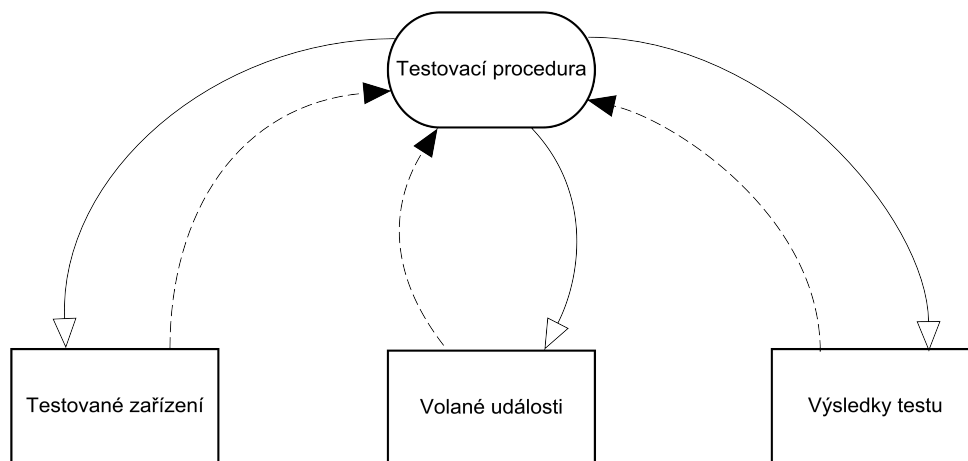 Testovací procedura
Testované zařízení
Volané události
Výsledky testu